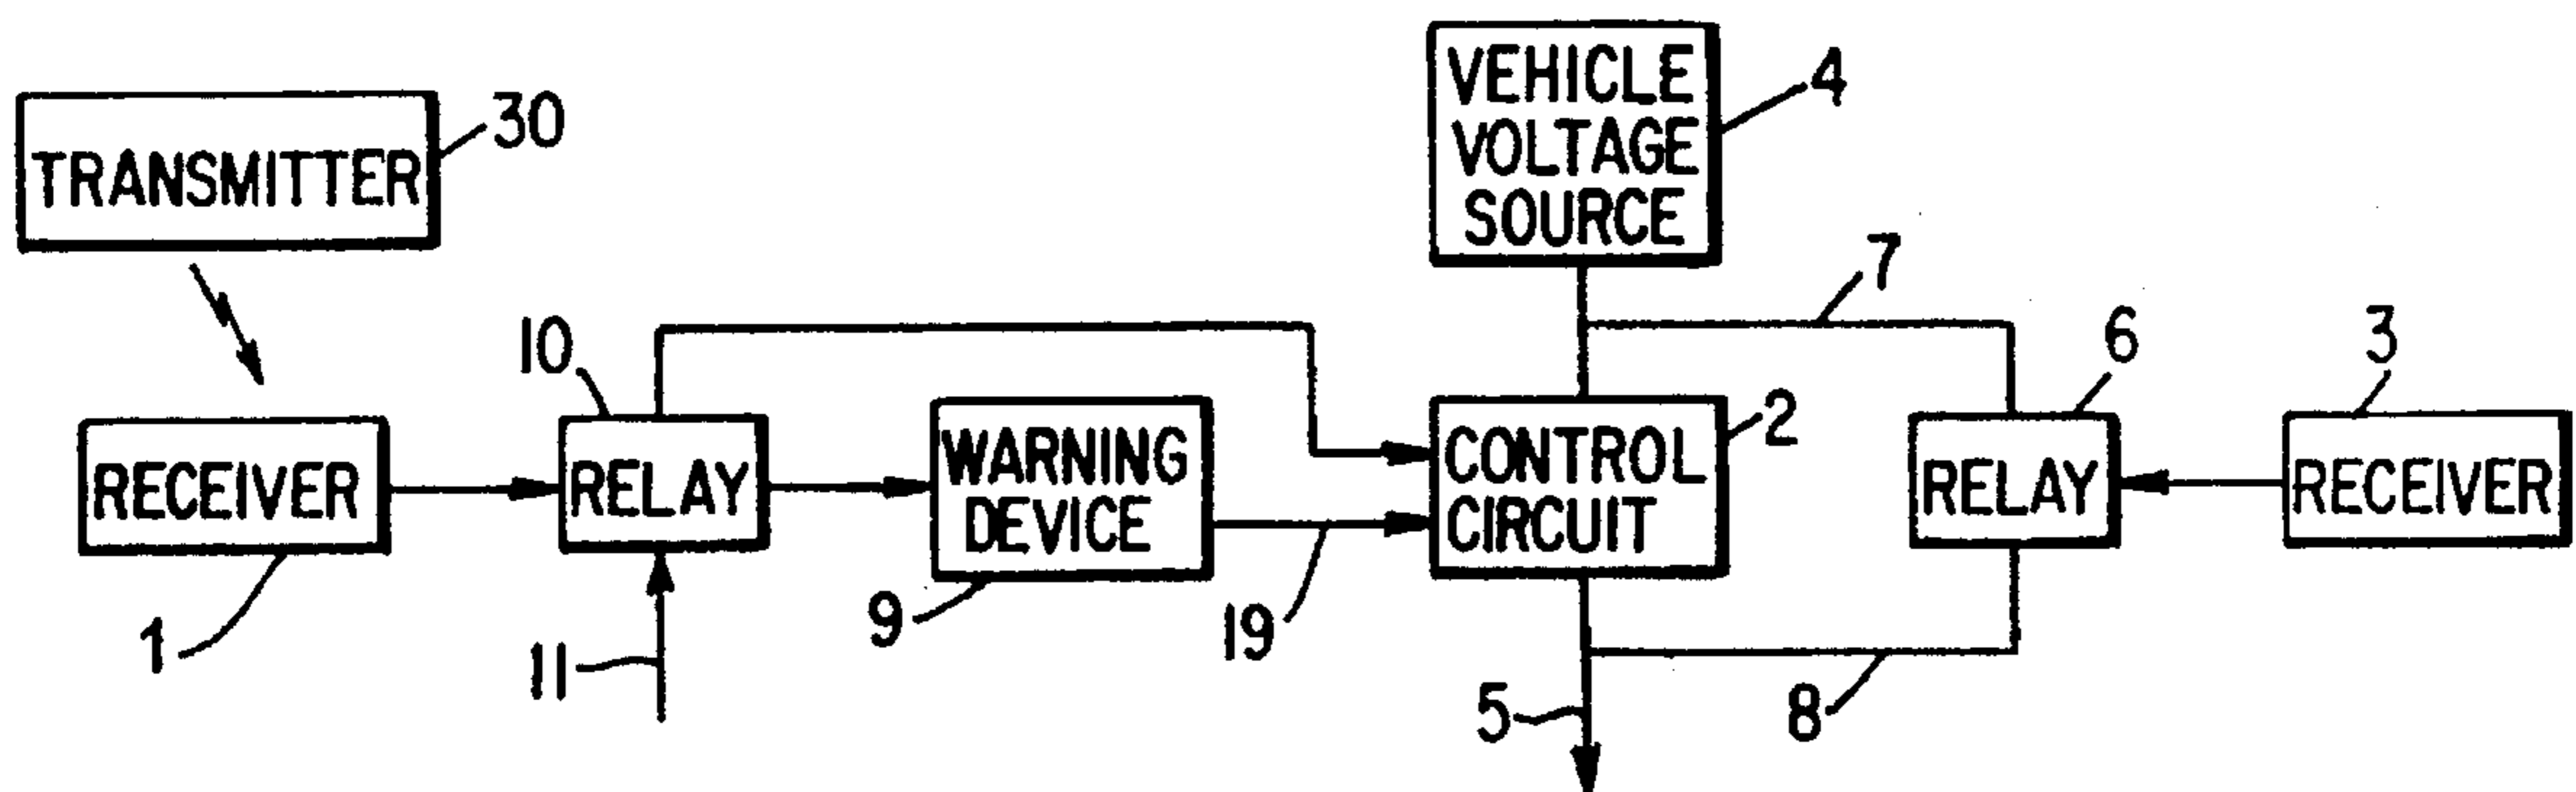 VEHICLE
VOLTAGE
SOURCE
4
TRANSMITTER
30
7
10
6
3
RECEIVER
RELAY
WARNING
DEVICE
CONTROL
CIRCUIT
2
RELAY
RECEIVER
1
11
9
19
5
8